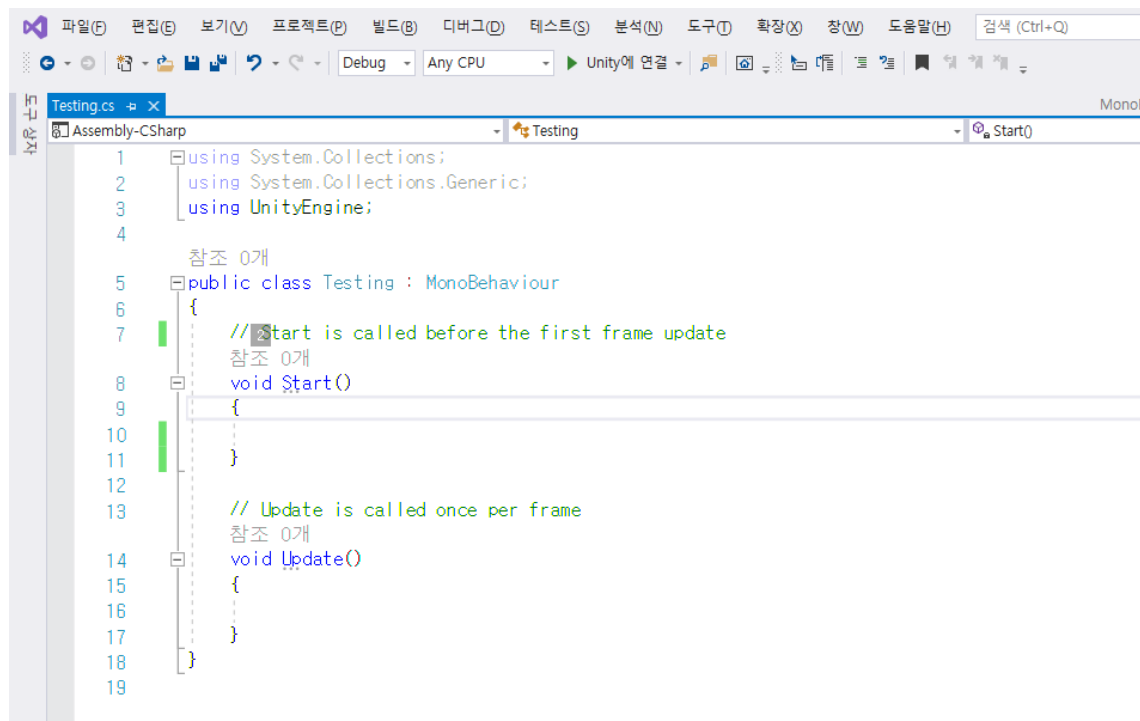 파일(F) 편집(E) 보기(V) 프로젝트(P) 빌드(B) 디버그(D) 테스트(S) 분석(N) 도구(T) 확장(X) 창(W) 도움말(H) 검색 (Ctrl+Q)
Debug Any CPU Unity에 연결
도구 상자
Testing.cs
Assembly-CSharp Testing Start()
1 using System.Collections;
2 using System.Collections.Generic;
3 using UnityEngine;
4
참조 0개
5 public class Testing : MonoBehaviour
6 {
7 // 2Start is called before the first frame update
참조 0개
8 void Start()
9 {
10
11 }
12
13 // Update is called once per frame
참조 0개
14 void Update()
15 {
16
17 }
18 }
19